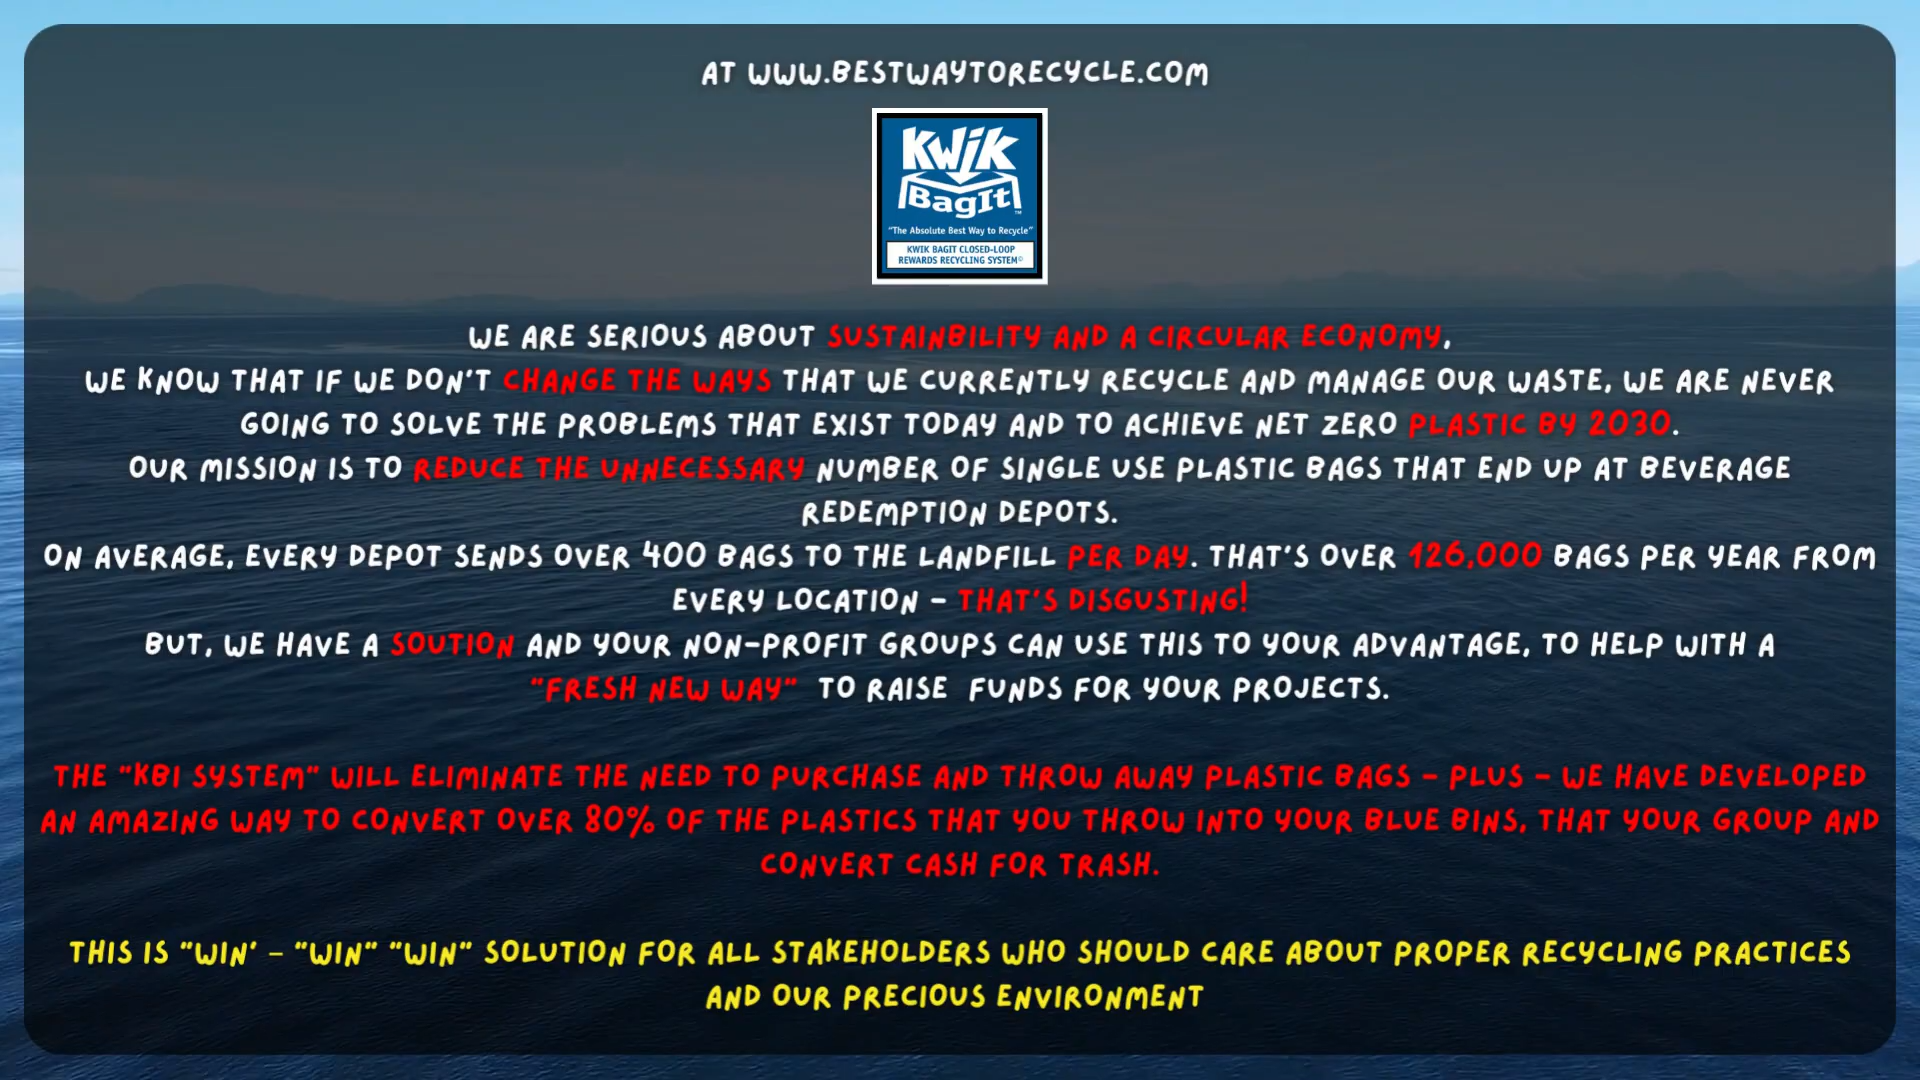 AT WWW.BESTWAYTORECYCLE.COM
KWiK
BagIt™
"The Absolute Best Way to Recycle"
KWIK BAGIT CLOSED-LOOP
REWARDS RECYCLING SYSTEM©
WE ARE SERIOUS ABOUT SUSTAINBILITY AND A CIRCULAR ECONOMY,
WE KNOW THAT IF WE DON'T CHANGE THE WAYS THAT WE CURRENTLY RECYCLE AND MANAGE OUR WASTE, WE ARE NEVER
GOING TO SOLVE THE PROBLEMS THAT EXIST TODAY AND TO ACHIEVE NET ZERO PLASTIC BY 2030.
OUR MISSION IS TO REDUCE THE UNNECESSARY NUMBER OF SINGLE USE PLASTIC BAGS THAT END UP AT BEVERAGE
REDEMPTION DEPOTS.
ON AVERAGE, EVERY DEPOT SENDS OVER 400 BAGS TO THE LANDFILL PER DAY. THAT'S OVER 126,000 BAGS PER YEAR FROM
EVERY LOCATION - THAT'S DISGUSTING!
BUT, WE HAVE A SOUTION AND YOUR NON-PROFIT GROUPS CAN USE THIS TO YOUR ADVANTAGE, TO HELP WITH A
"FRESH NEW WAY" TO RAISE FUNDS FOR YOUR PROJECTS.
THE "KBI SYSTEM" WILL ELIMINATE THE NEED TO PURCHASE AND THROW AWAY PLASTIC BAGS - PLUS - WE HAVE DEVELOPED
AN AMAZING WAY TO CONVERT OVER 80% OF THE PLASTICS THAT YOU THROW INTO YOUR BLUE BINS, THAT YOUR GROUP AND
CONVERT CASH FOR TRASH.
THIS IS "WIN' – "WIN" "WIN" SOLUTION FOR ALL STAKEHOLDERS WHO SHOULD CARE ABOUT PROPER RECYCLING PRACTICES
AND OUR PRECIOUS ENVIRONMENT